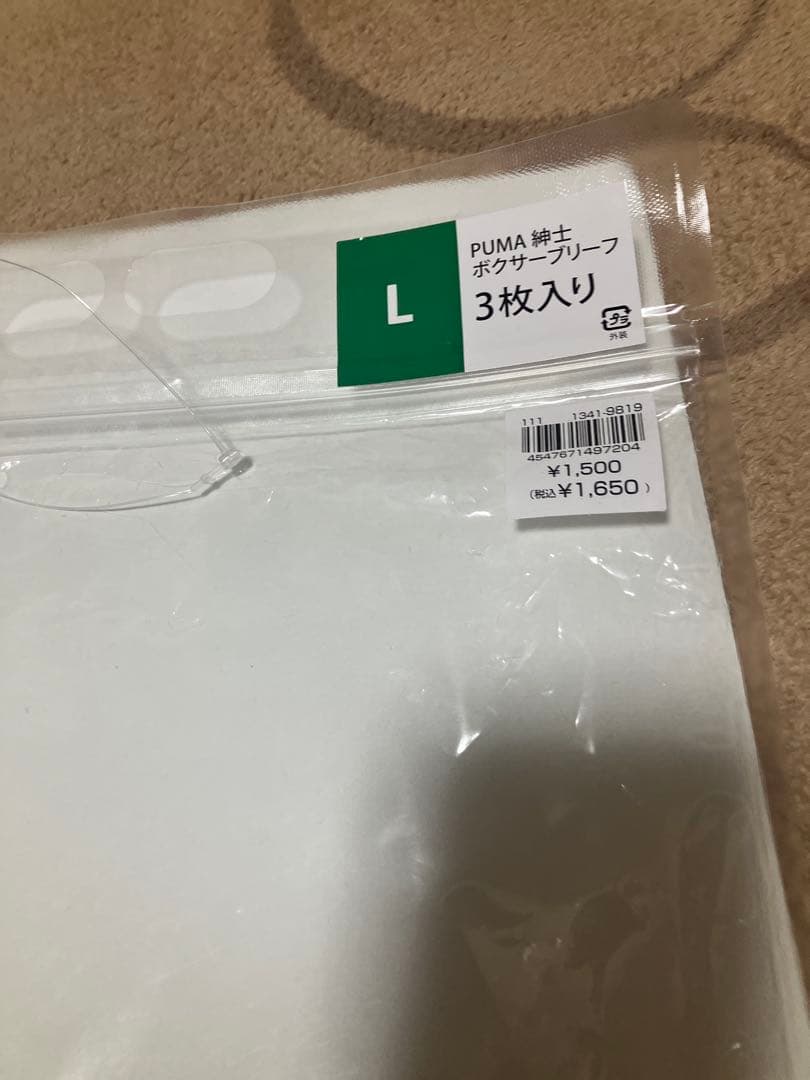 L
PUMA 紳士
ボクサーブリーフ
3枚入り
プラ
外装
111 1341-9819
4547671497204
¥1,500
(税込¥1,650)